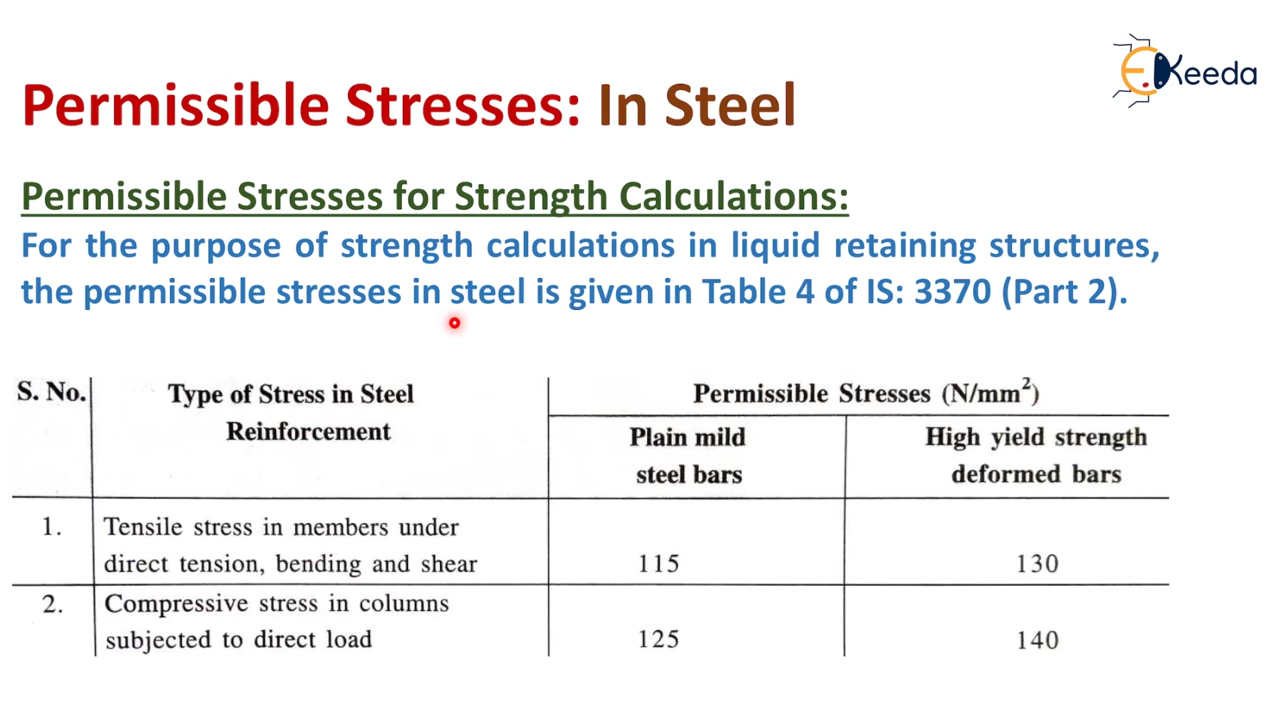 Keeda
Permissible Stresses: In Steel
Permissible Stresses for Strength Calculations:
For the purpose of strength calculations in liquid retaining structures,
the permissible stresses in steel is given in Table 4 of IS: 3370 (Part 2).
S. No. Type of Stress in Steel Permissible Stresses (N/mm²)
Reinforcement Plain mild High yield strength
steel bars deformed bars
1. Tensile stress in members under
direct tension, bending and shear 115 130
2. Compressive stress in columns
subjected to direct load 125 140